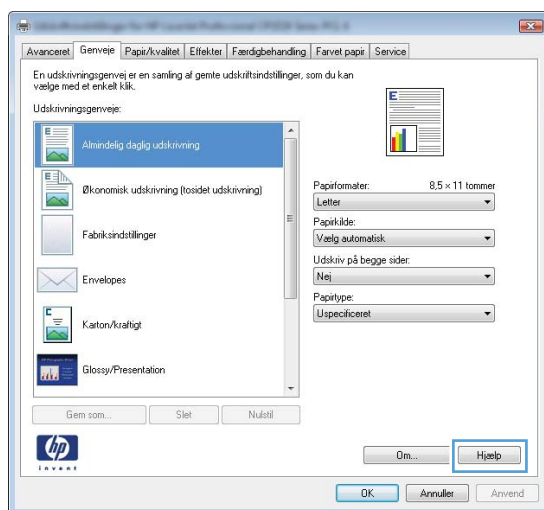 Avanceret Genveje Papir/kvalitet Effekter Færdigbehandling Farvet papir Service
En udskrivningsgenvej er en samling af gemte udskriftsindstillinger, som du kan
vælge med et enkelt klik.
Udskrivningsgenveje:
Almindelig daglig udskrivning
Økonomisk udskrivning (tosidet udskrivning)
Fabriksindstillinger
Envelopes
Karton/kraftigt
Glossy/Presentation
Papirformater: 8,5 × 11 tommer
Letter
Papirkilde:
Vælg automatisk
Udskriv på begge sider:
Nej
Papirtype:
Uspecificeret
Gem som... Slet Nulstil
hp
invent
Om... Hjælp
OK Annuller Anvend